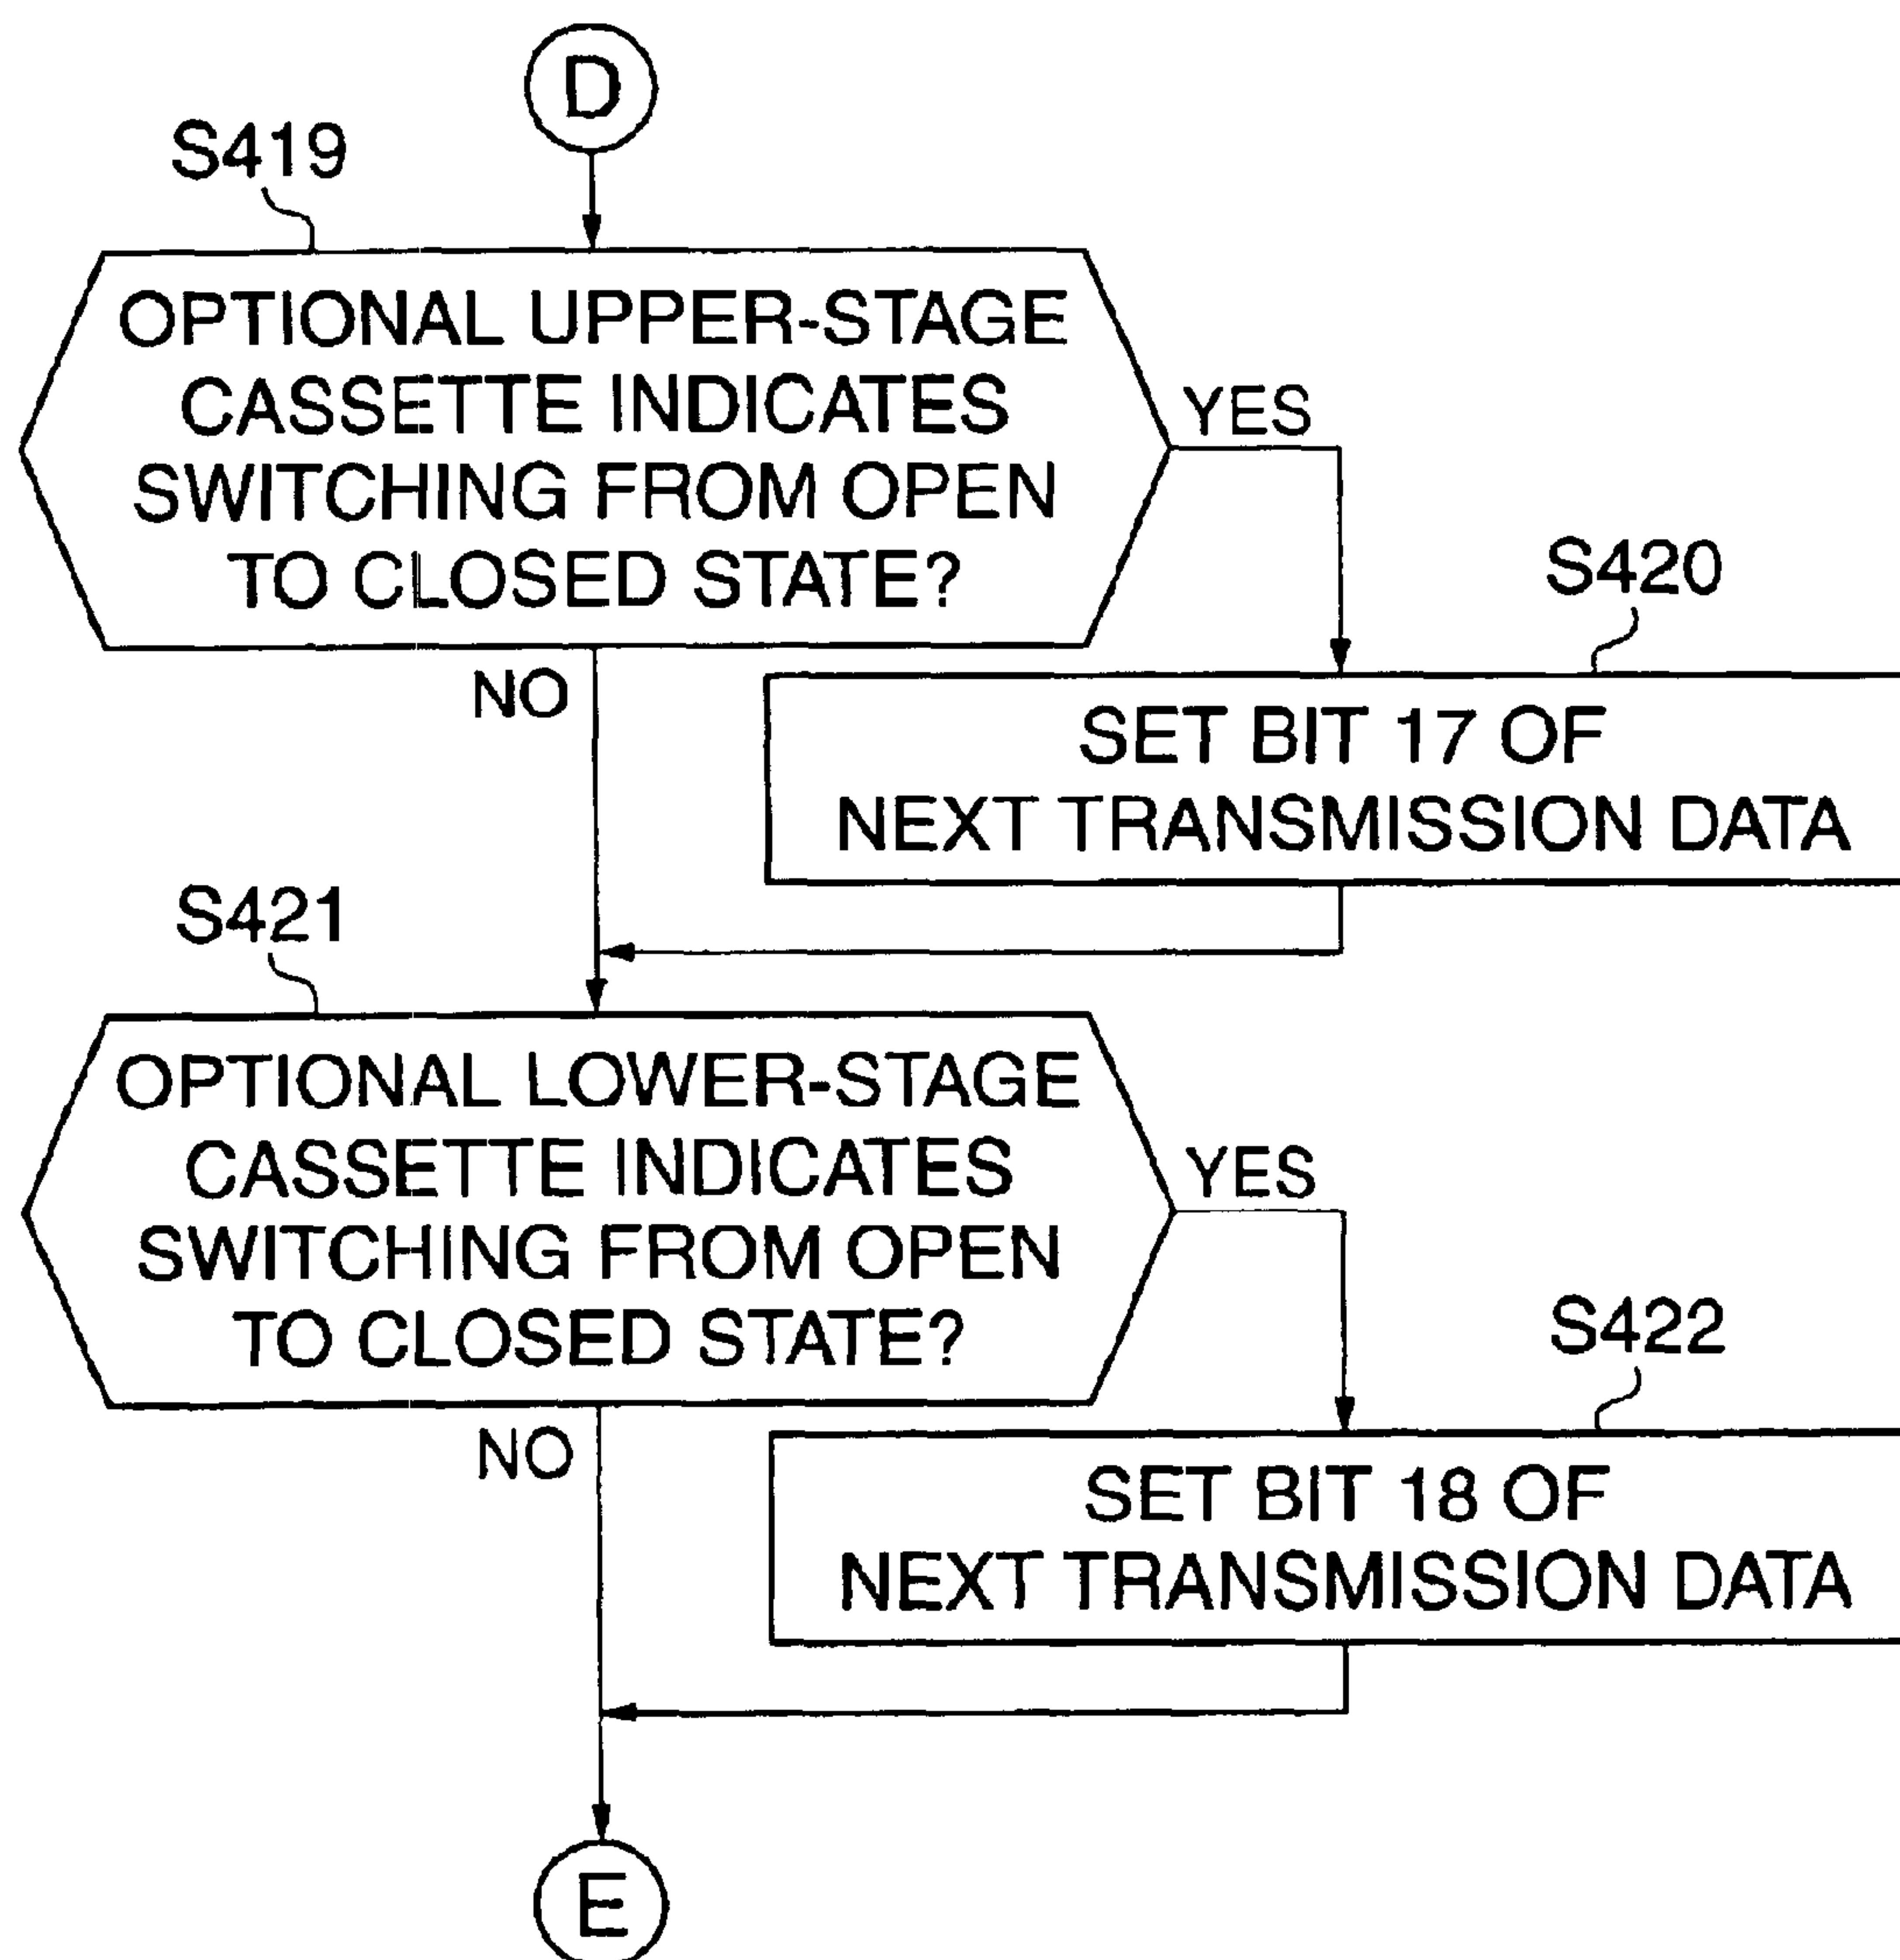 D
S419
OPTIONAL UPPER-STAGE
CASSETTE INDICATES
SWITCHING FROM OPEN
TO CLOSED STATE?
YES
NO
S420
SET BIT 17 OF
NEXT TRANSMISSION DATA
S421
OPTIONAL LOWER-STAGE
CASSETTE INDICATES
SWITCHING FROM OPEN
TO CLOSED STATE?
YES
NO
S422
SET BIT 18 OF
NEXT TRANSMISSION DATA
E